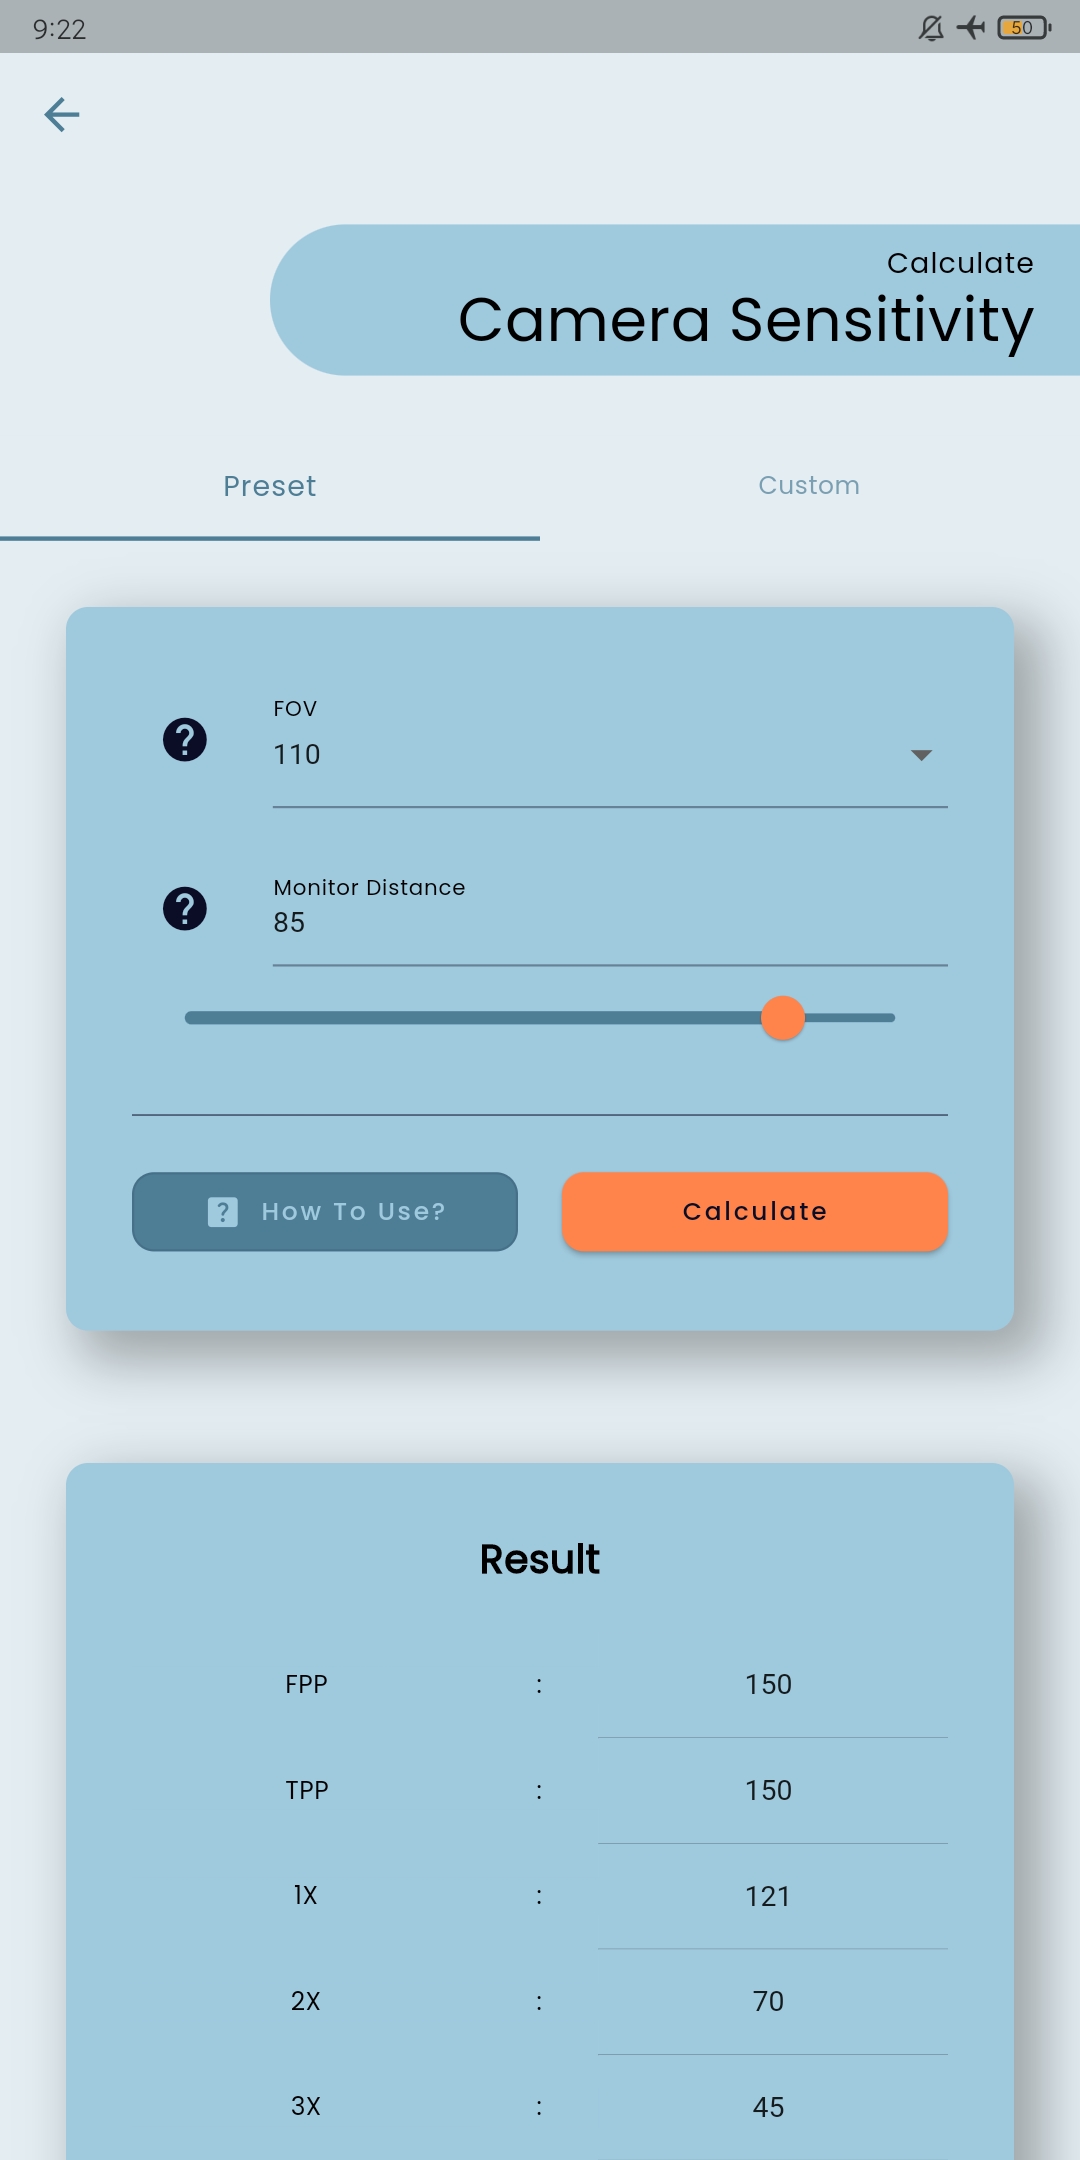 9:22
50
Calculate
Camera Sensitivity
Preset
Custom
FOV
110
Monitor Distance
85
How To Use?
Calculate
Result
FPP : 150
TPP : 150
1X : 121
2X : 70
3X : 45